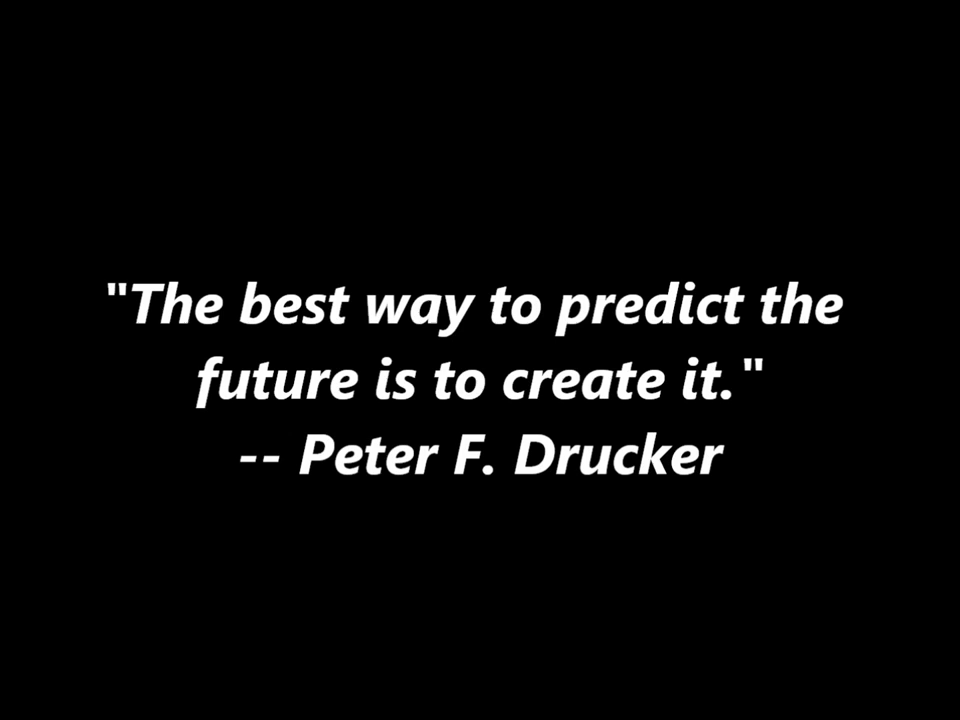 "The best way to predict the
future is to create it."
-- Peter F. Drucker